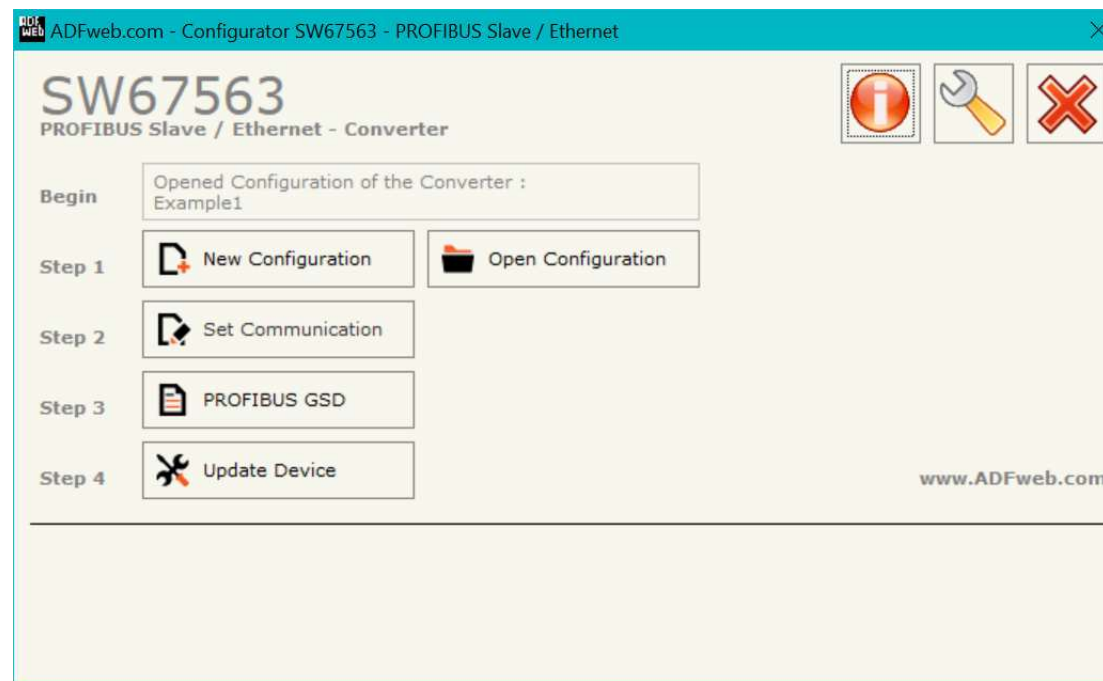 ADF
WEB
ADFweb.com - Configurator SW67563 - PROFIBUS Slave / Ethernet
SW67563
PROFIBUS Slave / Ethernet - Converter
Begin
Opened Configuration of the Converter :
Example1
Step 1
New Configuration
Open Configuration
Step 2
Set Communication
Step 3
PROFIBUS GSD
Step 4
Update Device
www.ADFweb.com